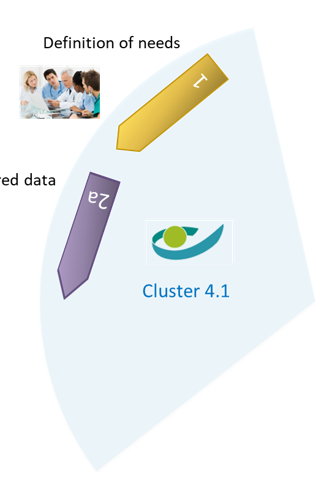 Definition of needs
1
red data
2a
Cluster 4.1